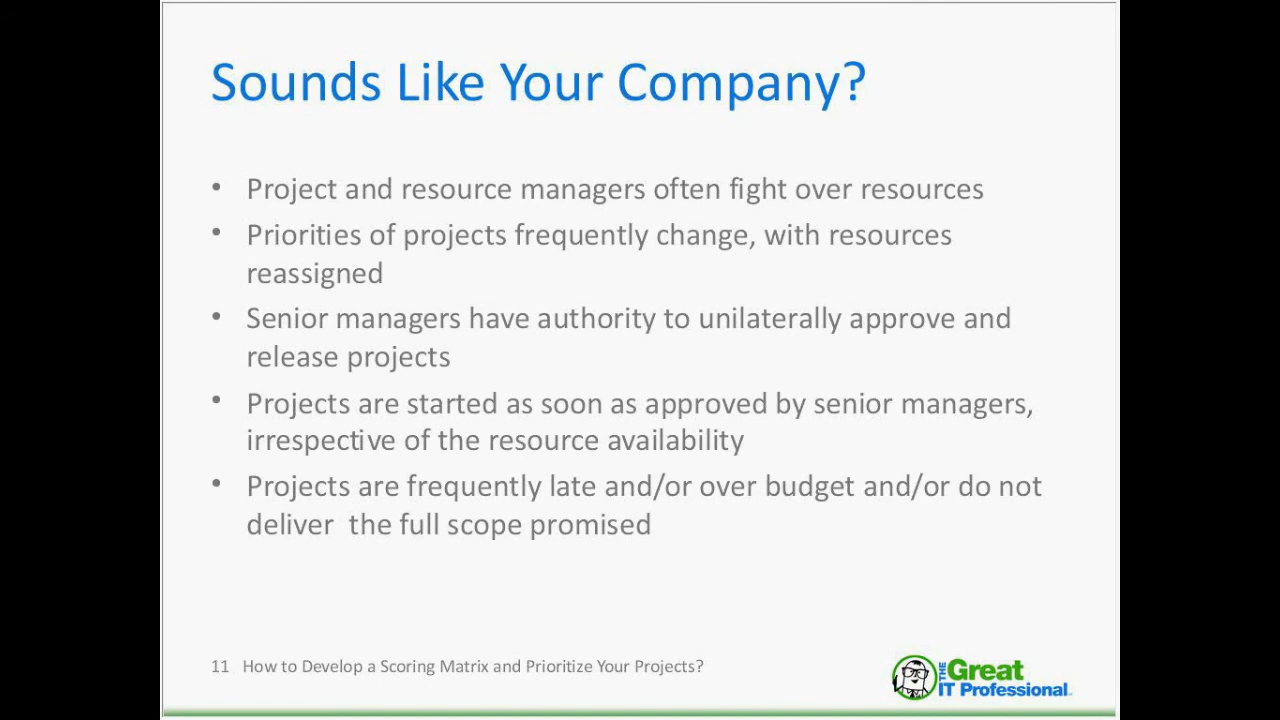 Sounds Like Your Company?
• Project and resource managers often fight over resources
• Priorities of projects frequently change, with resources
reassigned
• Senior managers have authority to unilaterally approve and
release projects
• Projects are started as soon as approved by senior managers,
irrespective of the resource availability
• Projects are frequently late and/or over budget and/or do not
deliver  the full scope promised
11 How to Develop a Scoring Matrix and Prioritize Your Projects?
THE Great
IT Professional